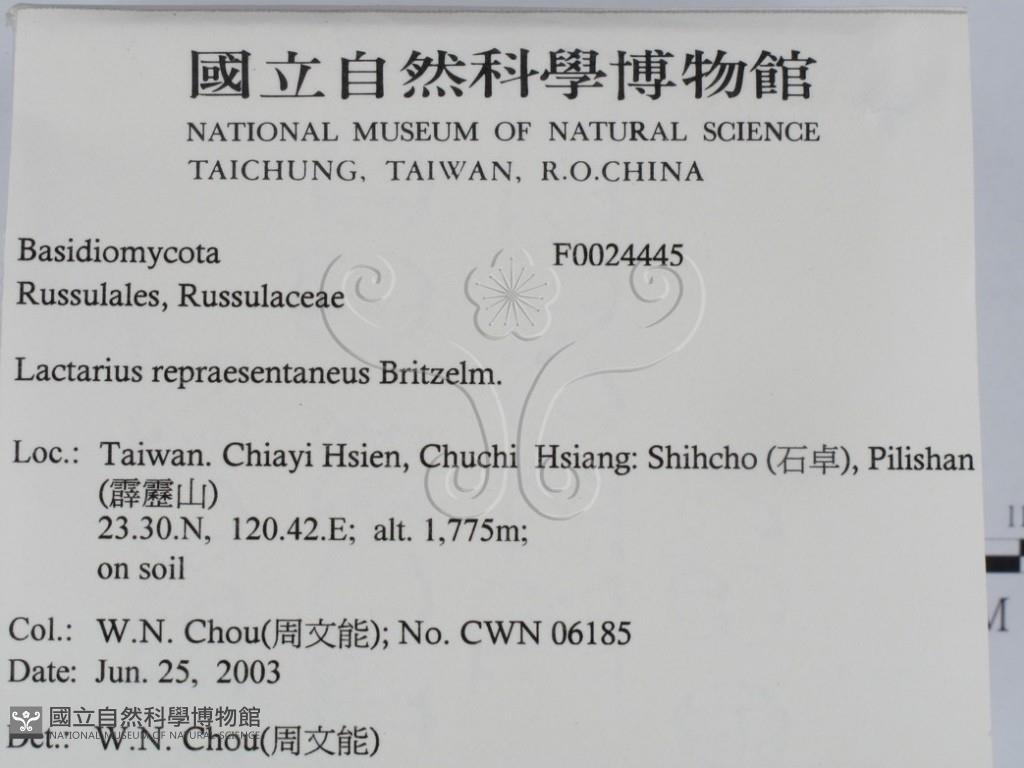 國立自然科學博物館
NATIONAL MUSEUM OF NATURAL SCIENCE
TAICHUNG, TAIWAN, R.O.CHINA
Basidiomycota F0024445
Russulales, Russulaceae
Lactarius repraesentaneus Britzelm.
Loc.: Taiwan. Chiayi Hsien, Chuchi Hsiang: Shihcho (石卓), Pilishan
(霹靂山)
23.30.N, 120.42.E; alt. 1,775m;
on soil
Col.: W.N. Chou(周文能); No. CWN 06185
Date: Jun. 25, 2003
國立自然科學博物館
NATIONAL MUSEUM OF NATURAL SCIENCE
Det.: W.N. Chou(周文能)
11
M